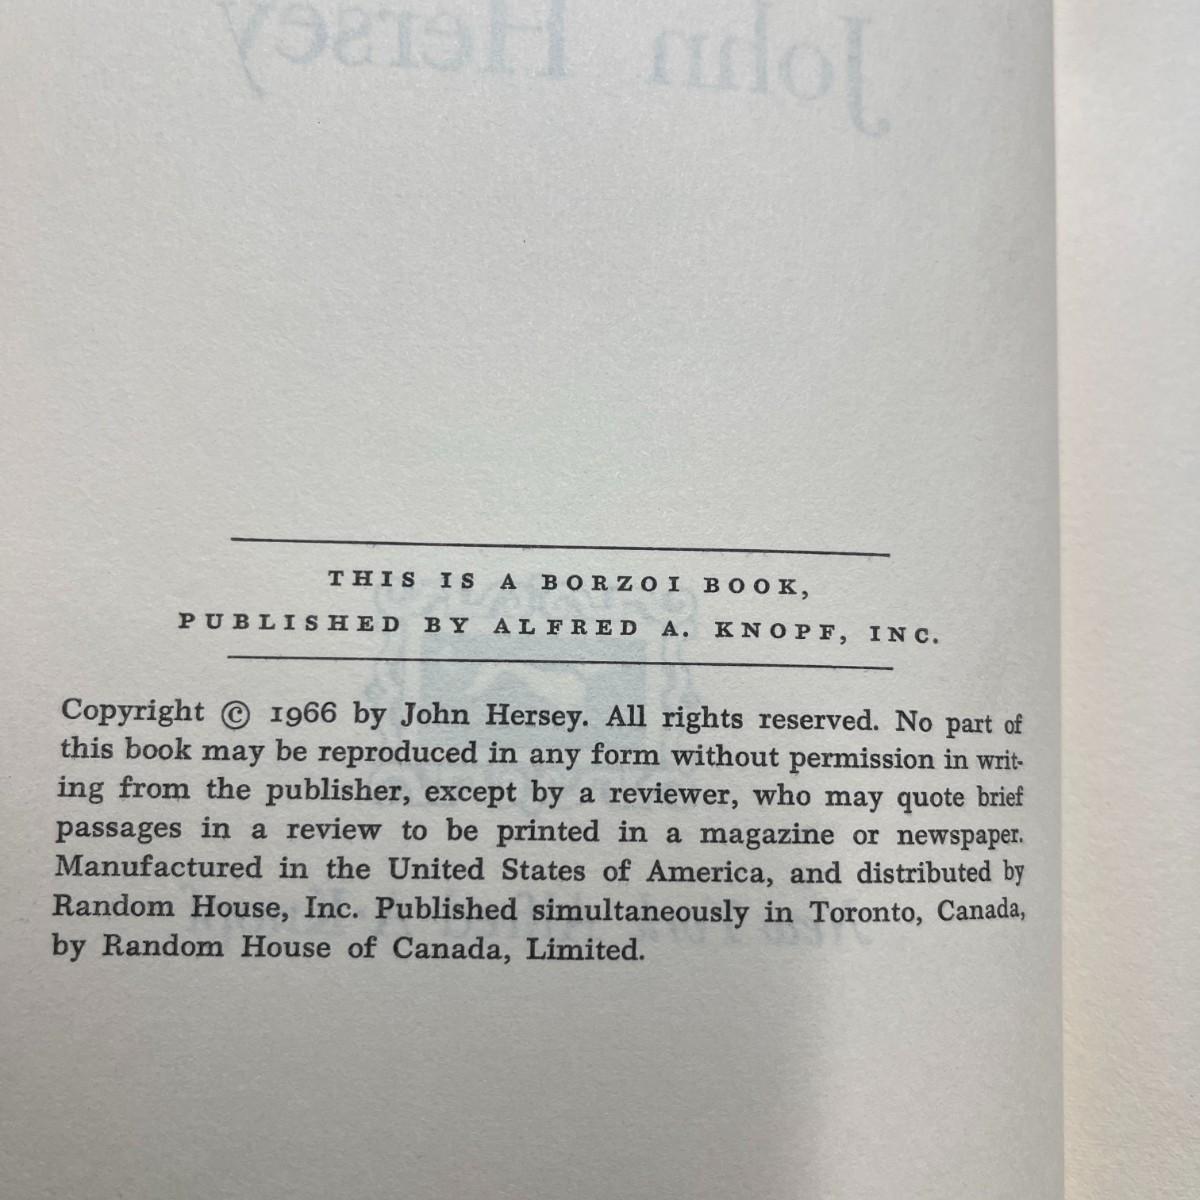 John Hersey
THIS IS A BORZOI BOOK,
PUBLISHED BY ALFRED A. KNOPF, INC.
Copyright © 1966 by John Hersey. All rights reserved. No part of
this book may be reproduced in any form without permission in writ-
ing from the publisher, except by a reviewer, who may quote brief
passages in a review to be printed in a magazine or newspaper.
Manufactured in the United States of America, and distributed by
Random House, Inc. Published simultaneously in Toronto, Canada,
by Random House of Canada, Limited.